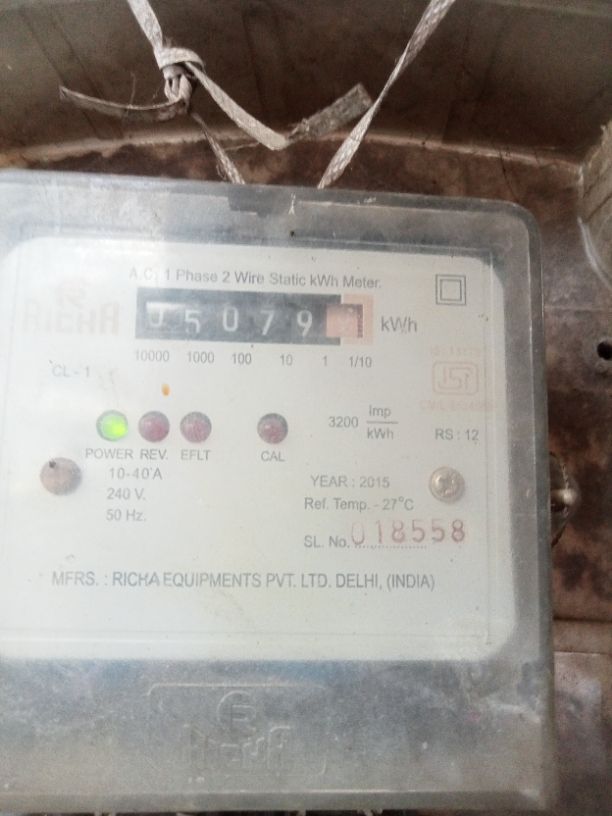 A.C. 1 Phase 2 Wire Static kWh Meter.
RICHA
05079 kWh
10000 1000 100 10 1 1/10
CL-1
3200 Imp/kWh
POWER REV. EFLT CAL RS : 12
10-40 A
240 V.
50 Hz.
YEAR : 2015
Ref. Temp. - 27°C
SL. No. 018558
MFRS. : RICHA EQUIPMENTS PVT. LTD. DELHI, (INDIA)
RICHA